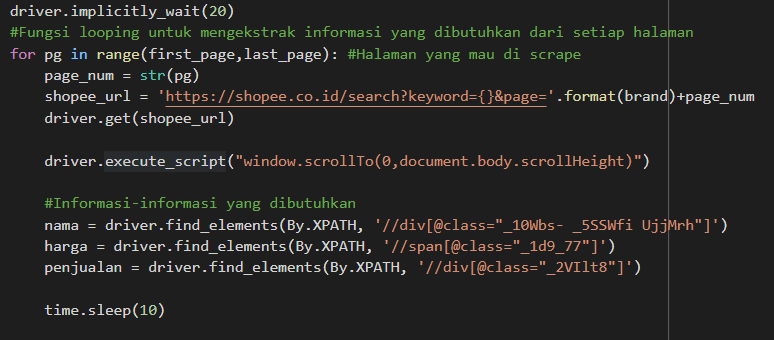 driver.implicitly_wait(20)
#Fungsi looping untuk mengekstrak informasi yang dibutuhkan dari setiap halaman
for pg in range(first_page,last_page): #Halaman yang mau di scrape
    page_num = str(pg)
    shopee_url = 'https://shopee.co.id/search?keyword={}&page='.format(brand)+page_num
    driver.get(shopee_url)

    driver.execute_script("window.scrollTo(0,document.body.scrollHeight)")

    #Informasi-informasi yang dibutuhkan
    nama = driver.find_elements(By.XPATH, '//div[@class="_10Wbs- _5SSWfi UjjMrh"]')
    harga = driver.find_elements(By.XPATH, '//span[@class="_1d9_77"]')
    penjualan = driver.find_elements(By.XPATH, '//div[@class="_2VIlt8"]')

    time.sleep(10)